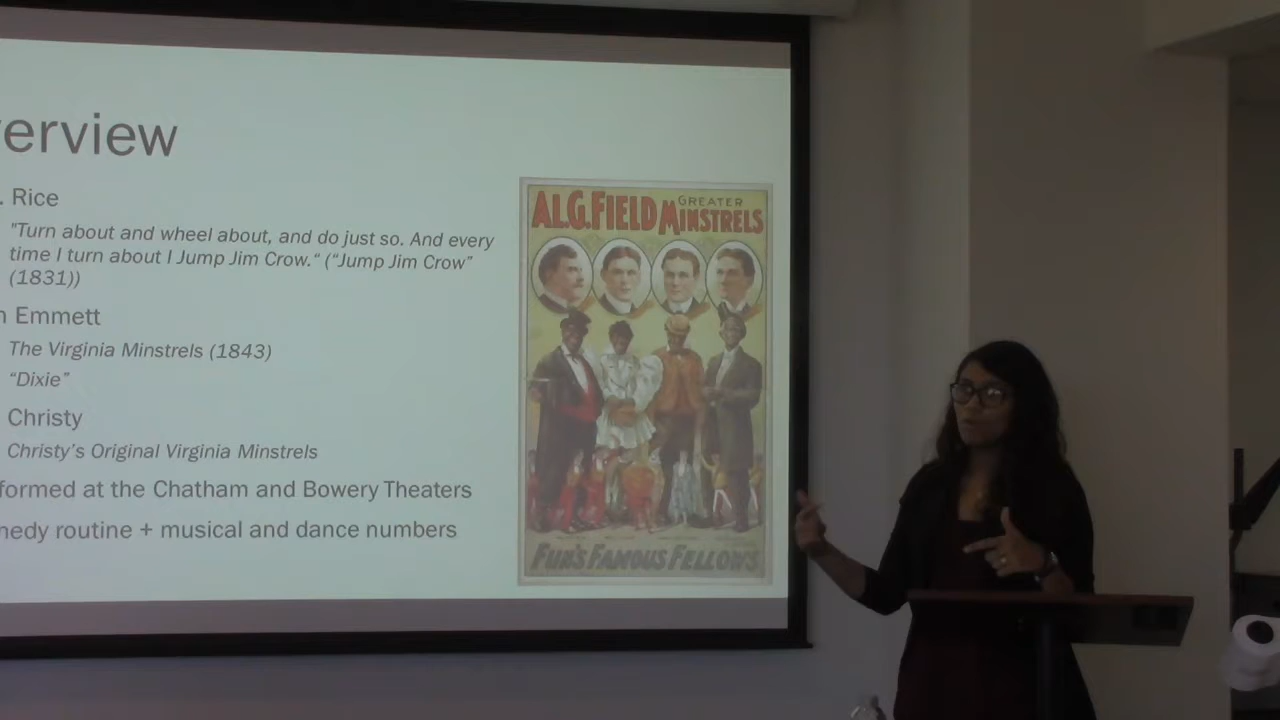 erview
. Rice
"Turn about and wheel about, and do just so. And every
time I turn about I Jump Jim Crow." ("Jump Jim Crow"
(1831))
n Emmett
The Virginia Minstrels (1843)
"Dixie"
Christy
Christy's Original Virginia Minstrels
formed at the Chatham and Bowery Theaters
nedy routine + musical and dance numbers
AL.G. FIELD GREATER
MINSTRELS
FUN'S FAMOUS FELLOWS